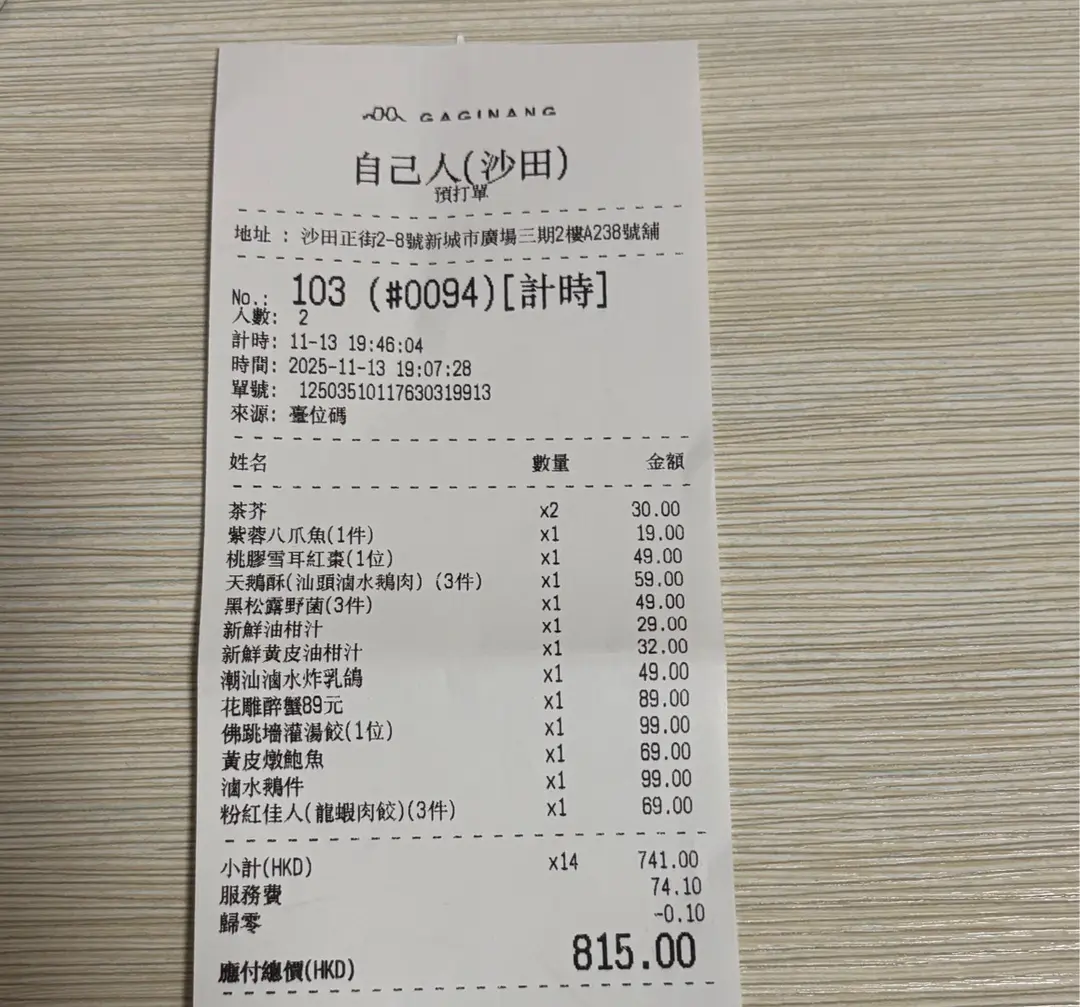 GAGINANG
自己人(沙田)
預打單
地址 : 沙田正街2-8號新城市廣場三期2樓A238號舖
No.: 103 (#0094)[計時]
人數: 2
計時: 11-13 19:46:04
時間: 2025-11-13 19:07:28
單號: 12503510117630319913
來源: 臺位碼
姓名 數量 金額
茶芥 x2 30.00
紫蓉八爪魚(1件) x1 19.00
桃膠雪耳紅棗(1位) x1 49.00
天鵝酥(汕頭滷水鵝肉) (3件) x1 59.00
黑松露野菌(3件) x1 49.00
新鮮油柑汁 x1 29.00
新鮮黃皮油柑汁 x1 32.00
潮汕滷水炸乳鴿 x1 49.00
花雕醉蟹89元 x1 89.00
佛跳墻灌湯餃(1位) x1 99.00
黃皮燉鮑魚 x1 69.00
滷水鵝件 x1 99.00
粉紅佳人(龍蝦肉餃)(3件) x1 69.00
小計(HKD) x14 741.00
服務費 74.10
歸零 -0.10
應付總價(HKD) 815.00